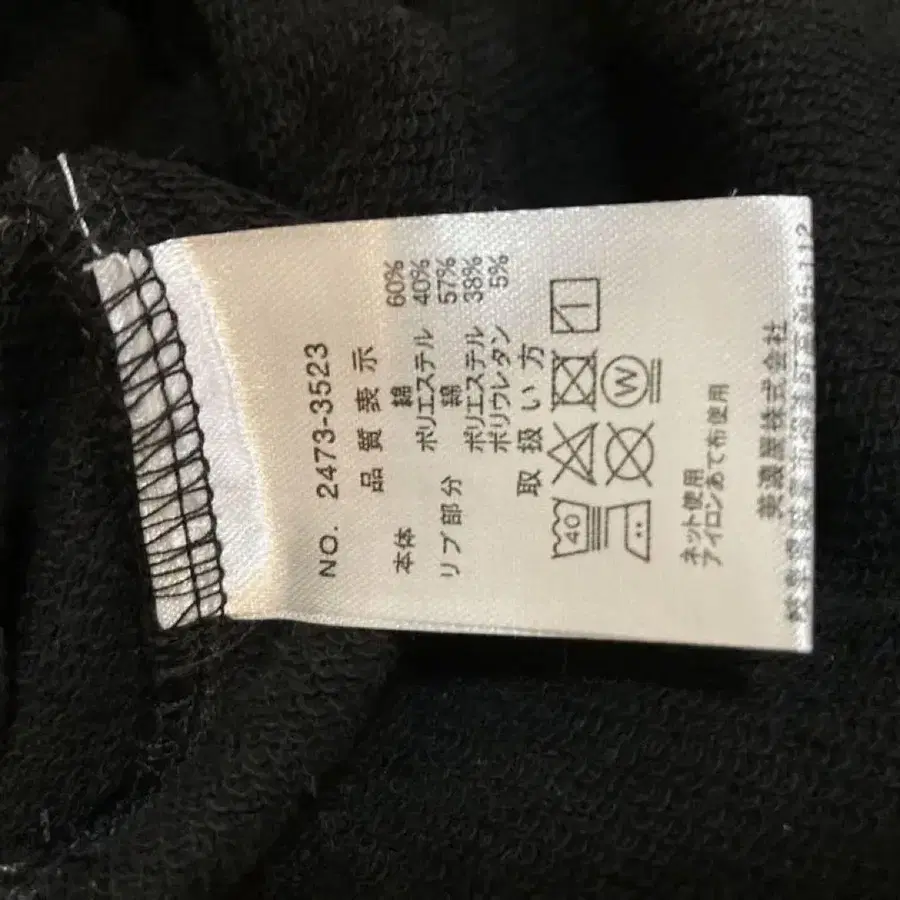 NO. 2473-3523
品質表示
本体 綿 60%
ポリエステル 40%
リブ部分 綿 57%
ポリエステル 38%
ポリウレタン 5%
取扱い方
40
W
ネット使用
アイロンあて布使用
美濃屋株式会社